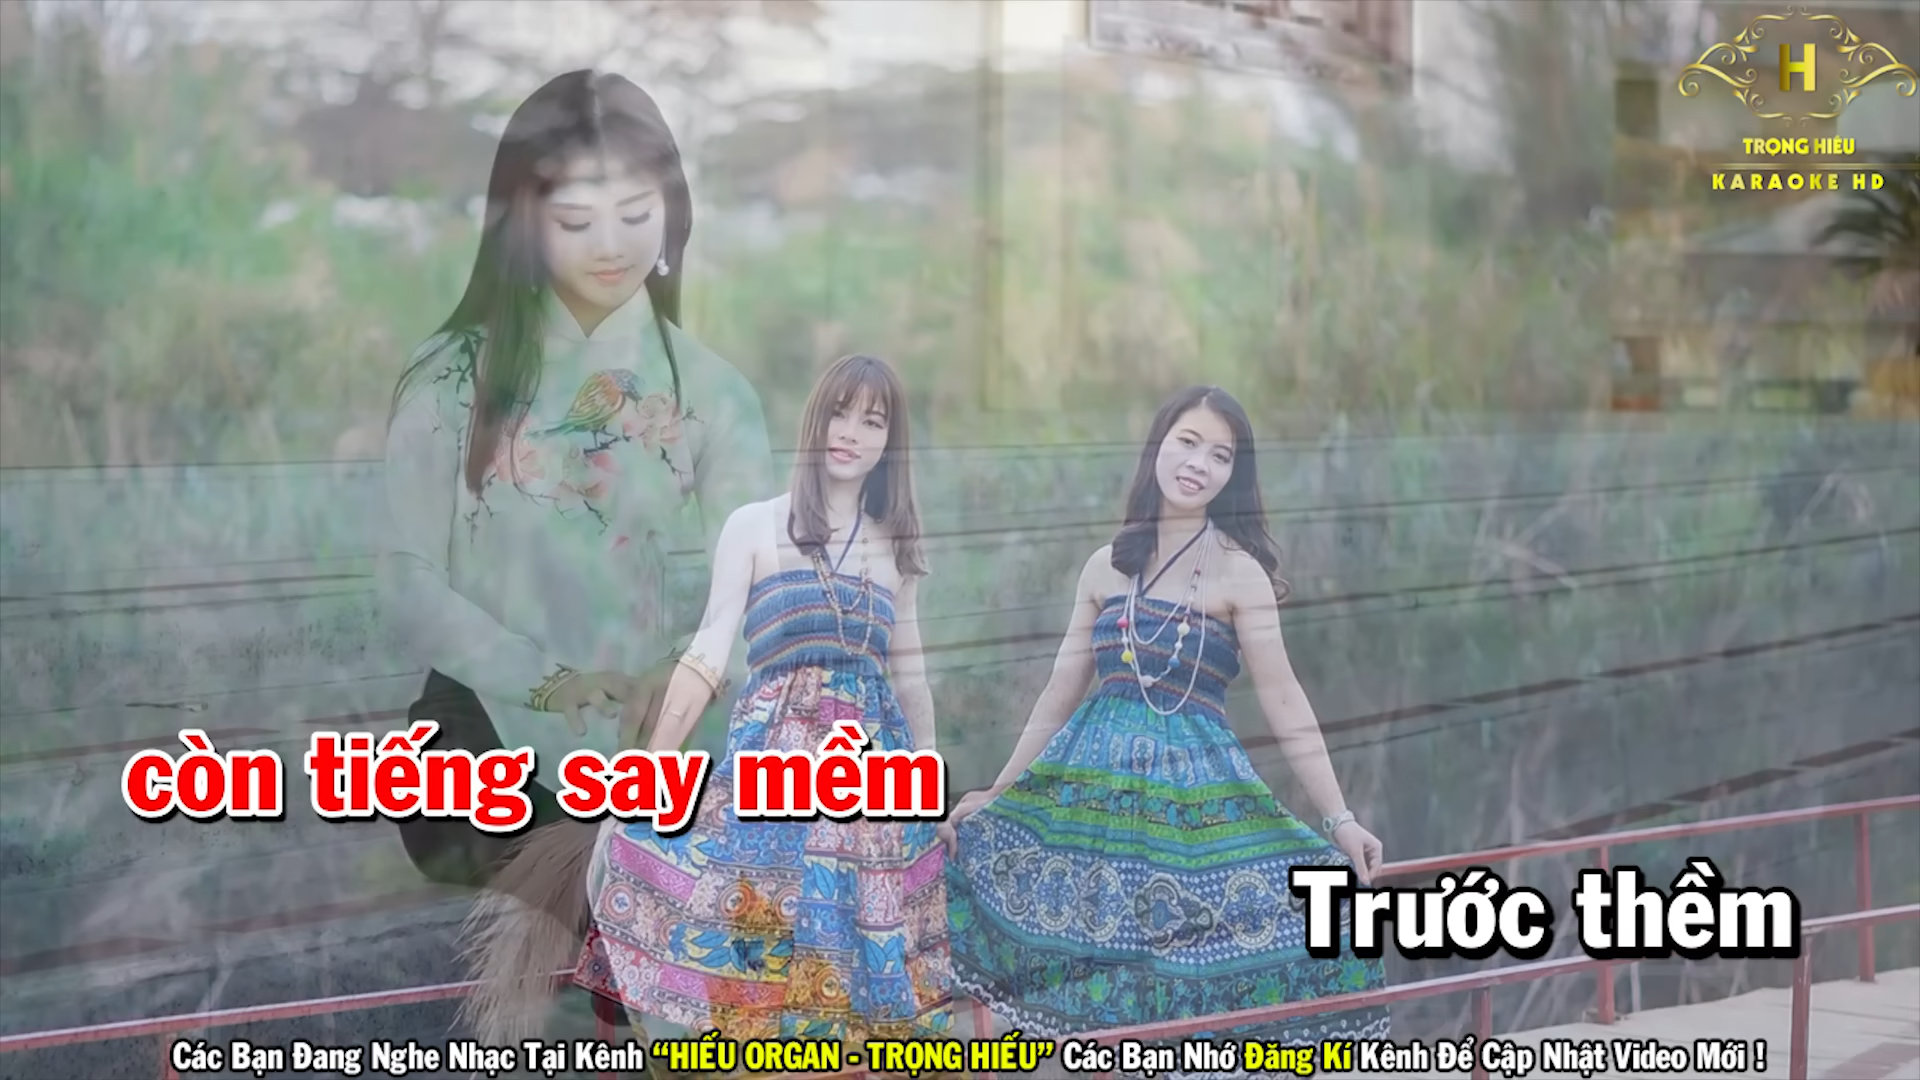 H
TRỌNG HIẾU
KARAOKE HD
còn tiếng say mềm
Trước thềm
Các Bạn Đang Nghe Nhạc Tại Kênh “HIẾU ORGAN - TRỌNG HIẾU” Các Bạn Nhớ Đăng Kí Kênh Để Cập Nhật Video Mới !